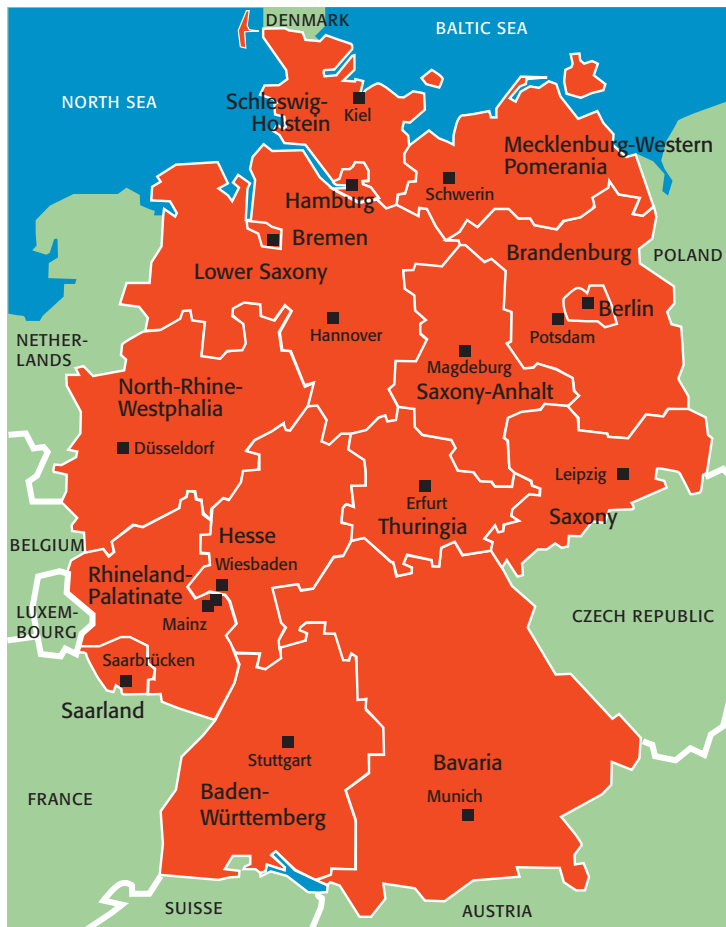 DENMARK
BALTIC SEA
NORTH SEA
Schleswig-
Holstein
Kiel
Mecklenburg-Western
Pomerania
Schwerin
Hamburg
Bremen
Lower Saxony
Brandenburg
POLAND
Berlin
Potsdam
Hannover
NETHER-
LANDS
Magdeburg
Saxony-Anhalt
North-Rhine-
Westphalia
Düsseldorf
Leipzig
Erfurt
Saxony
Thuringia
Hesse
BELGIUM
Wiesbaden
Rhineland-
Palatinate
Mainz
LUXEM-
BOURG
CZECH REPUBLIC
Saarbrücken
Saarland
Stuttgart
Bavaria
Baden-
Württemberg
Munich
FRANCE
SUISSE
AUSTRIA